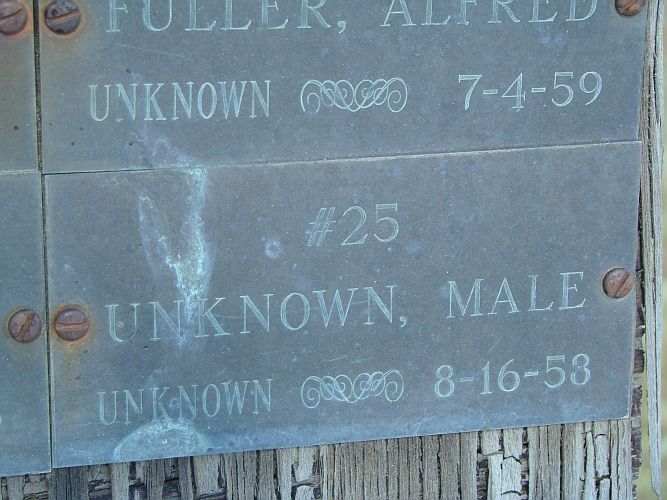 FULLER, ALFRED
UNKNOWN 7-4-59
#25
UNKNOWN, MALE
UNKNOWN 8-16-53